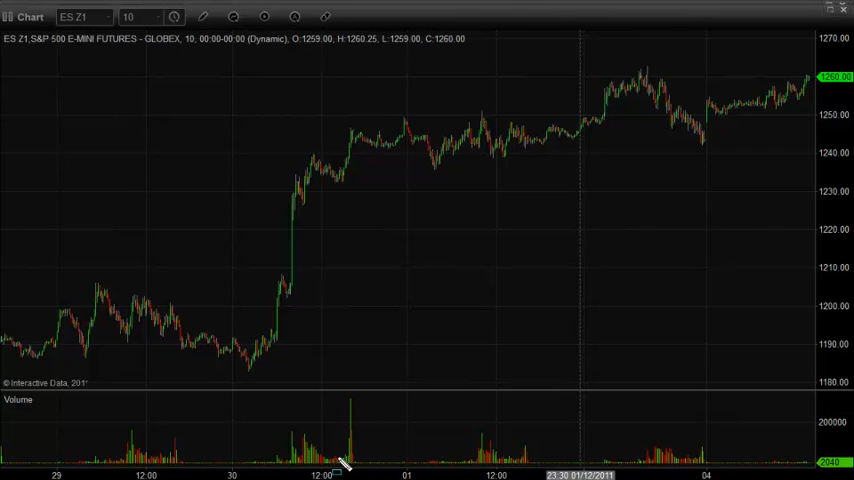 Chart ES Z1 10
ES Z1,S&P 500 E-MINI FUTURES - GLOBEX, 10, 00:00-00:00 (Dynamic), O:1259.00, H:1260.25, L:1259.00, C:1260.00
1270.00
1260.00
1250.00
1240.00
1230.00
1220.00
1210.00
1200.00
1190.00
1180.00
© Interactive Data, 201
Volume
200000
2040
29 12:00 30 12:00 01 12:00 23:30 01/12/2011 04